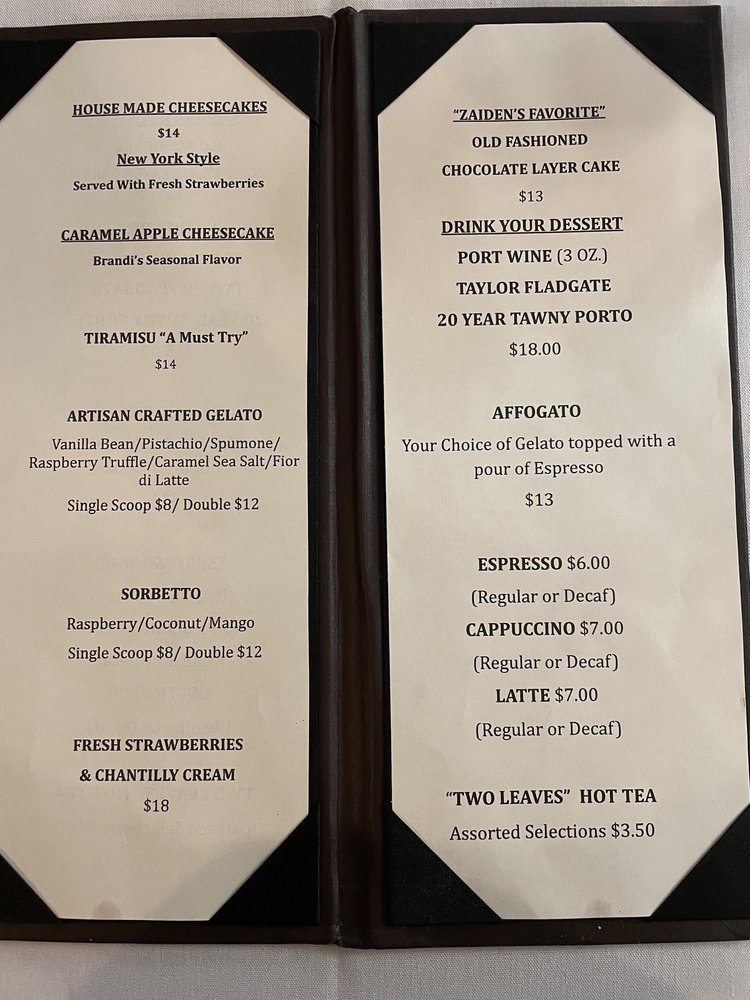 HOUSE MADE CHEESECAKES
$14
New York Style
Served With Fresh Strawberries
CARAMEL APPLE CHEESECAKE
Brandi's Seasonal Flavor
TIRAMISU "A Must Try"
$14
ARTISAN CRAFTED GELATO
Vanilla Bean/Pistachio/Spumone/
Raspberry Truffle/Caramel Sea Salt/Fior
di Latte
Single Scoop $8/ Double $12
SORBETTO
Raspberry/Coconut/Mango
Single Scoop $8/ Double $12
FRESH STRAWBERRIES
& CHANTILLY CREAM
$18
"ZAIDEN'S FAVORITE"
OLD FASHIONED
CHOCOLATE LAYER CAKE
$13
DRINK YOUR DESSERT
PORT WINE (3 OZ.)
TAYLOR FLADGATE
20 YEAR TAWNY PORTO
$18.00
AFFOGATO
Your Choice of Gelato topped with a
pour of Espresso
$13
ESPRESSO $6.00
(Regular or Decaf)
CAPPUCCINO $7.00
(Regular or Decaf)
LATTE $7.00
(Regular or Decaf)
"TWO LEAVES" HOT TEA
Assorted Selections $3.50